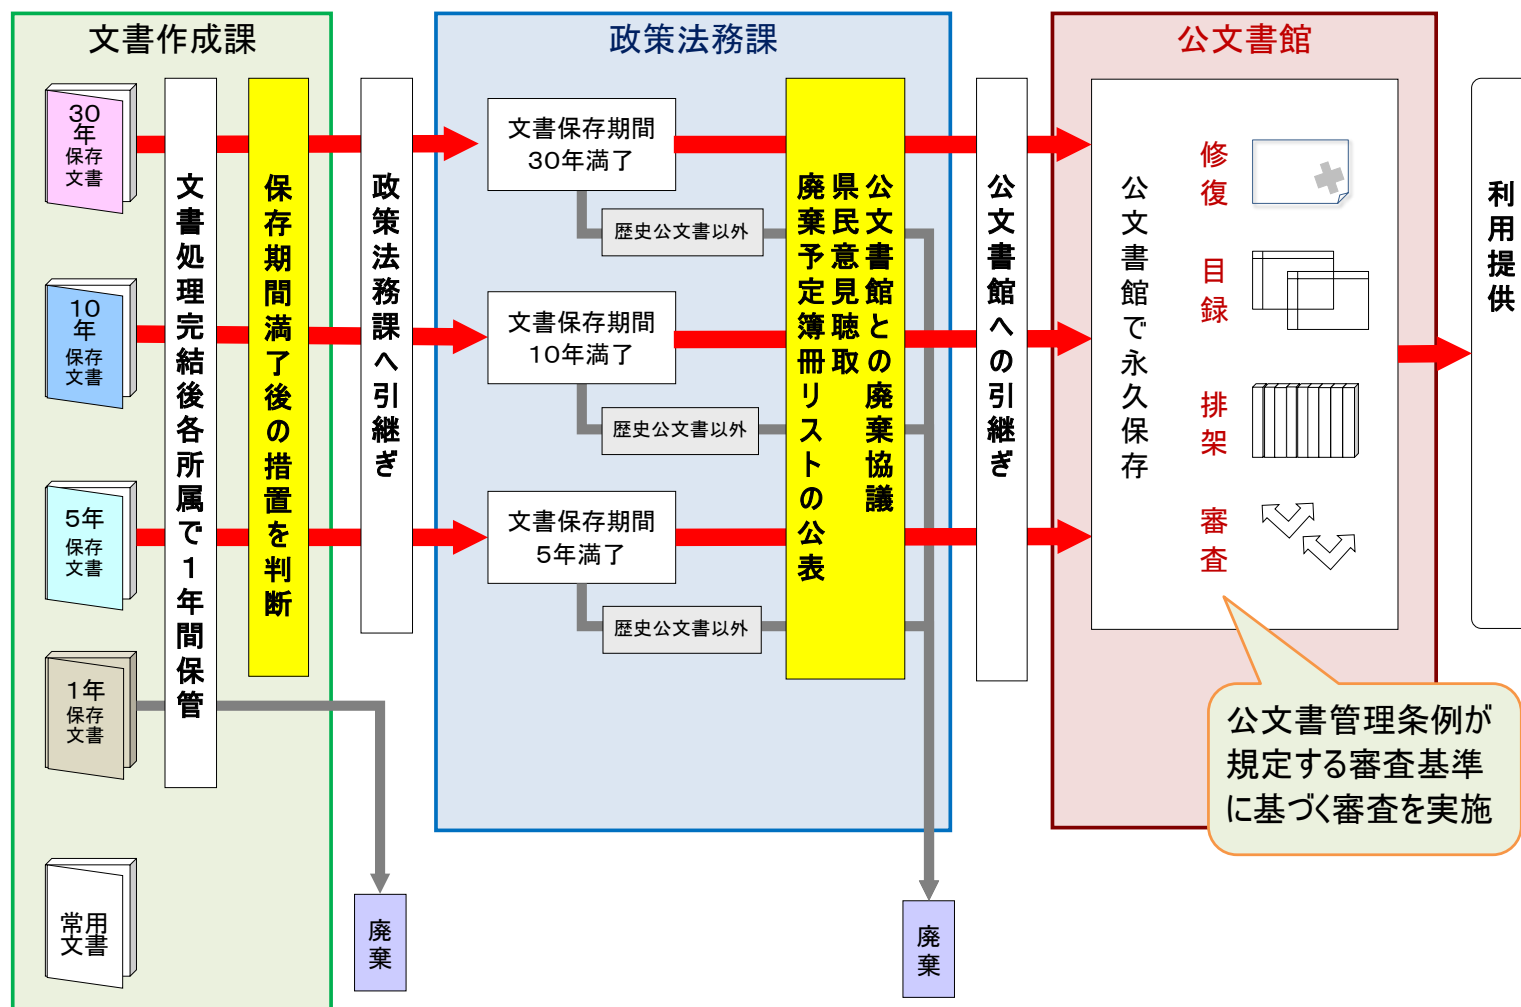 文書作成課
30
年
保存
文書
10
年
保存
文書
5年
保存
文書
1年
保存
文書
常用
文書
文書処理完結後各所属で1年間保管
保存期間満了後の措置を判断
政策法務課へ引継ぎ
廃棄
政策法務課
文書保存期間
30年満了
歴史公文書以外
文書保存期間
10年満了
歴史公文書以外
文書保存期間
5年満了
歴史公文書以外
公文書館との廃棄協議
県民意見聴取
廃棄予定簿冊リストの公表
廃棄
公文書館への引継ぎ
公文書館
公文書館で永久保存
修復
目録
排架
審査
公文書管理条例が
規定する審査基準
に基づく審査を実施
利用提供